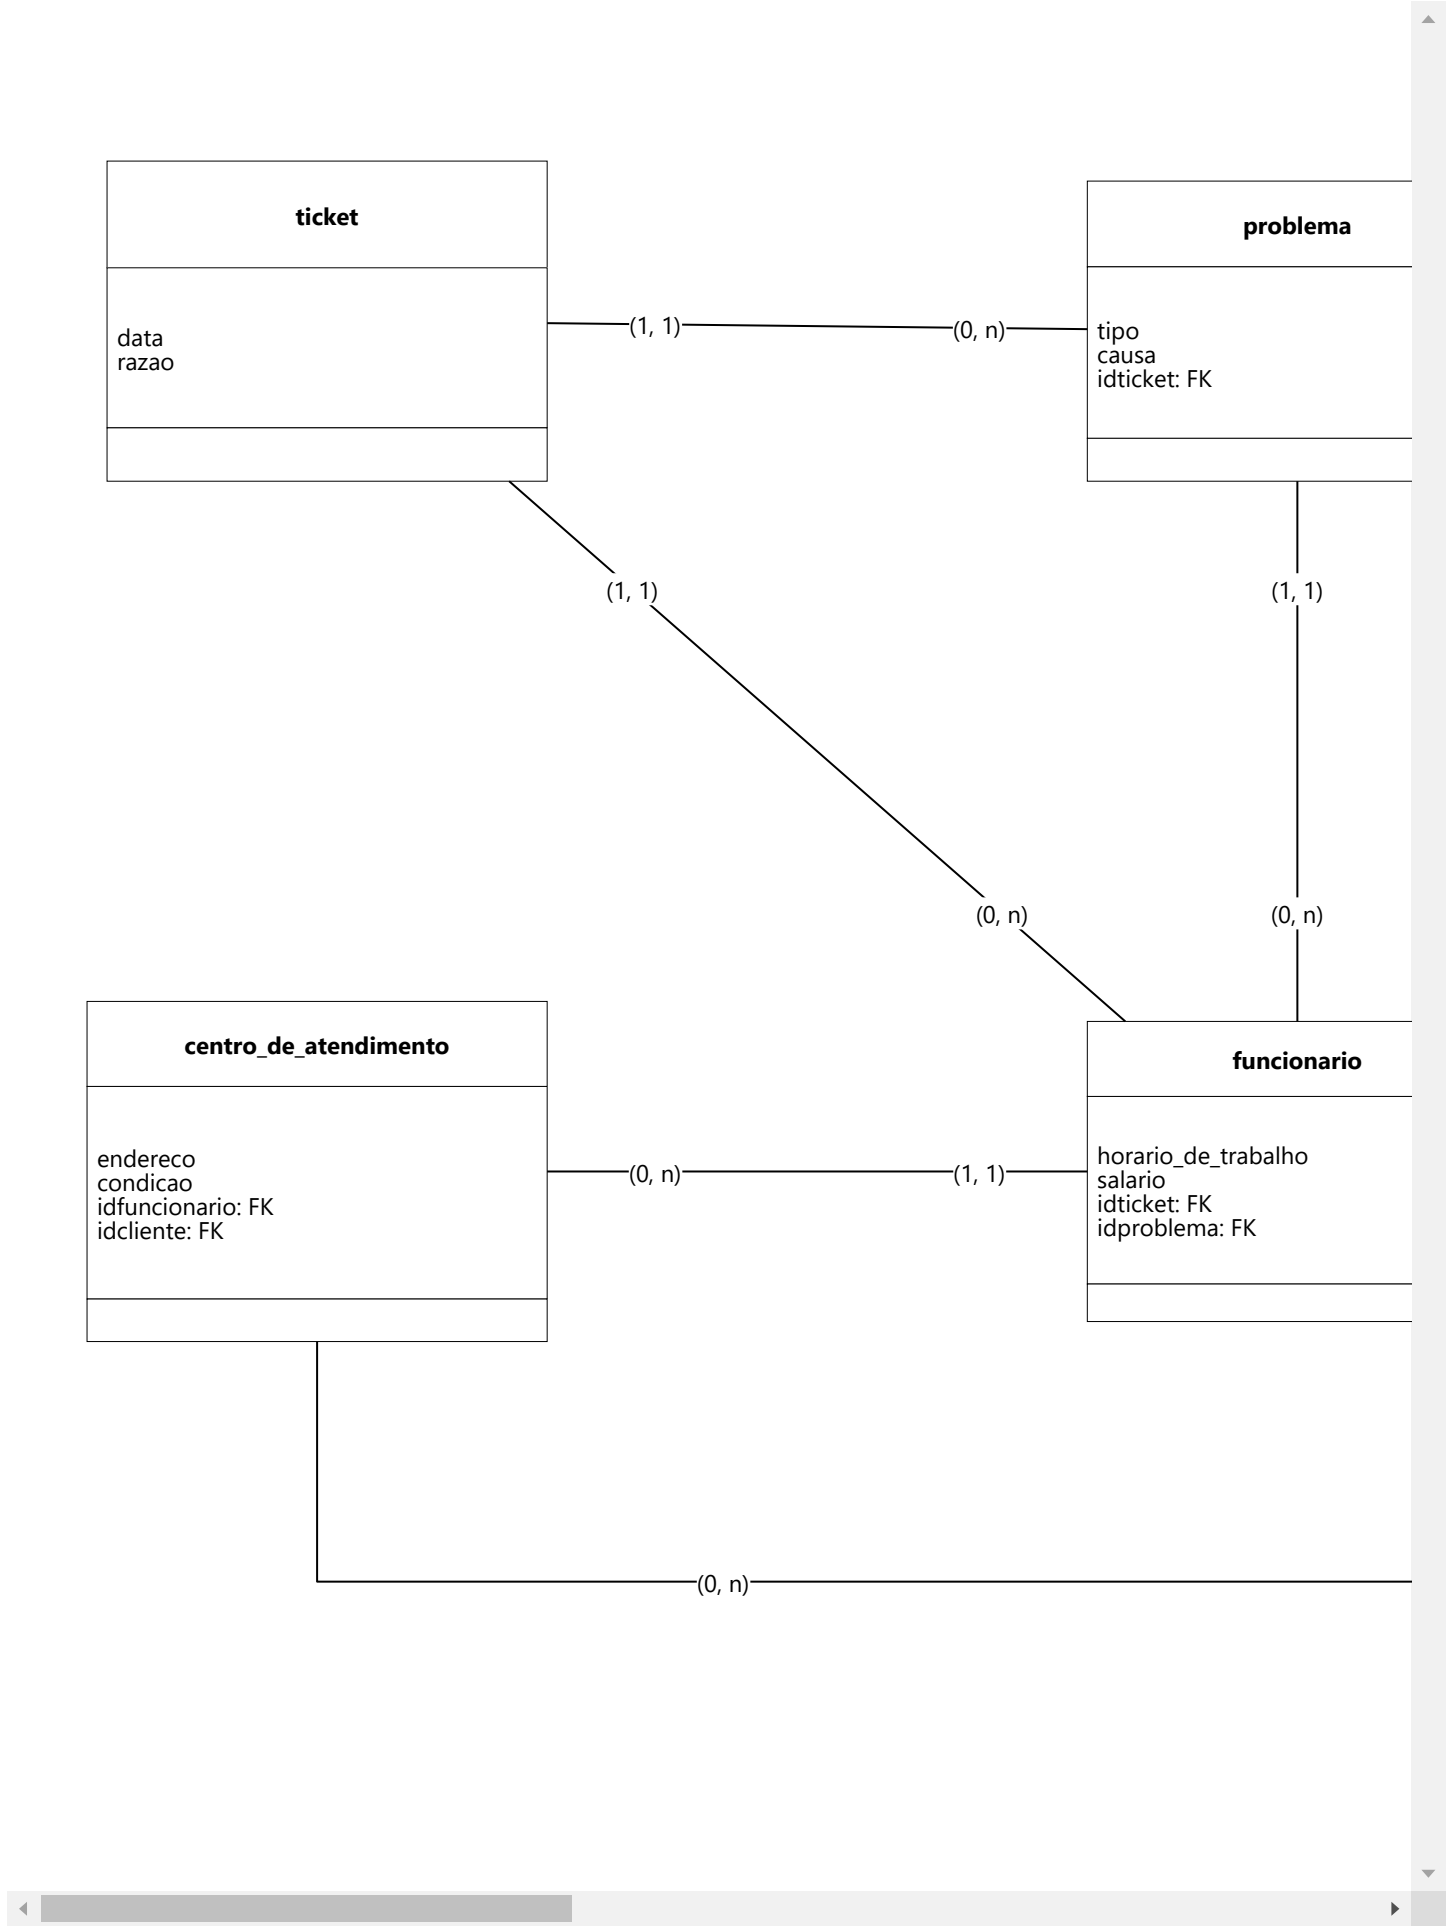 ticket
data
razao
(1, 1)
(0, n)
problema
tipo
causa
idticket: FK
(1, 1)
(1, 1)
(0, n)
(0, n)
centro_de_atendimento
endereco
condicao
idfuncionario: FK
idcliente: FK
(0, n)
(1, 1)
funcionario
horario_de_trabalho
salario
idticket: FK
idproblema: FK
(0, n)